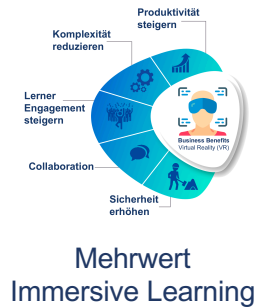 Produktivität
steigern
Komplexität
reduzieren
Lerner
Engagement
steigern
Collaboration
Sicherheit
erhöhen
Business Benefits
Virtual Reality (VR)
Mehrwert
Immersive Learning